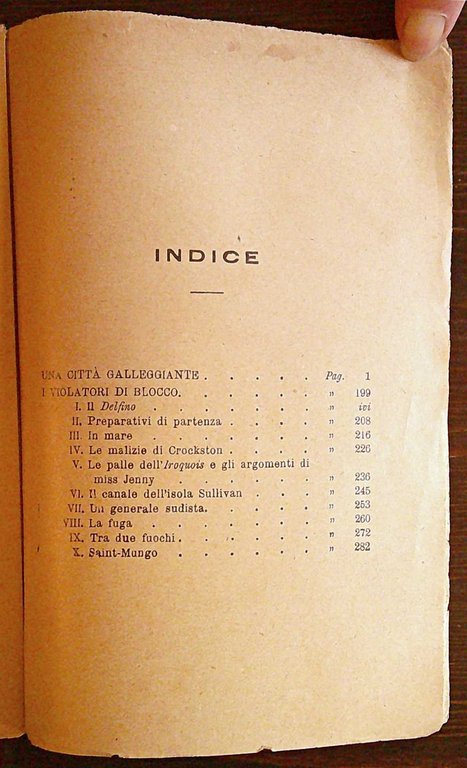 INDICE
UNA CITTÀ GALLEGGIANTE . . . . . Pag. 1
I VIOLATORI DI BLOCCO. . . . . . " 199
I. Il Delfino . . . . . . " ivi
II. Preparativi di partenza . . . . " 208
III. In mare . . . . . . " 216
IV. Le malizie di Crockston . . . . " 226
V. Le palle dell'Iroquois e gli argomenti di
miss Jenny . . . . . " 236
VI. Il canale dell'isola Sullivan . . . " 245
VII. Un generale sudista. . . . . " 253
VIII. La fuga . . . . . . " 260
IX. Tra due fuochi. . . . . . " 272
X. Saint-Mungo . . . . . " 282